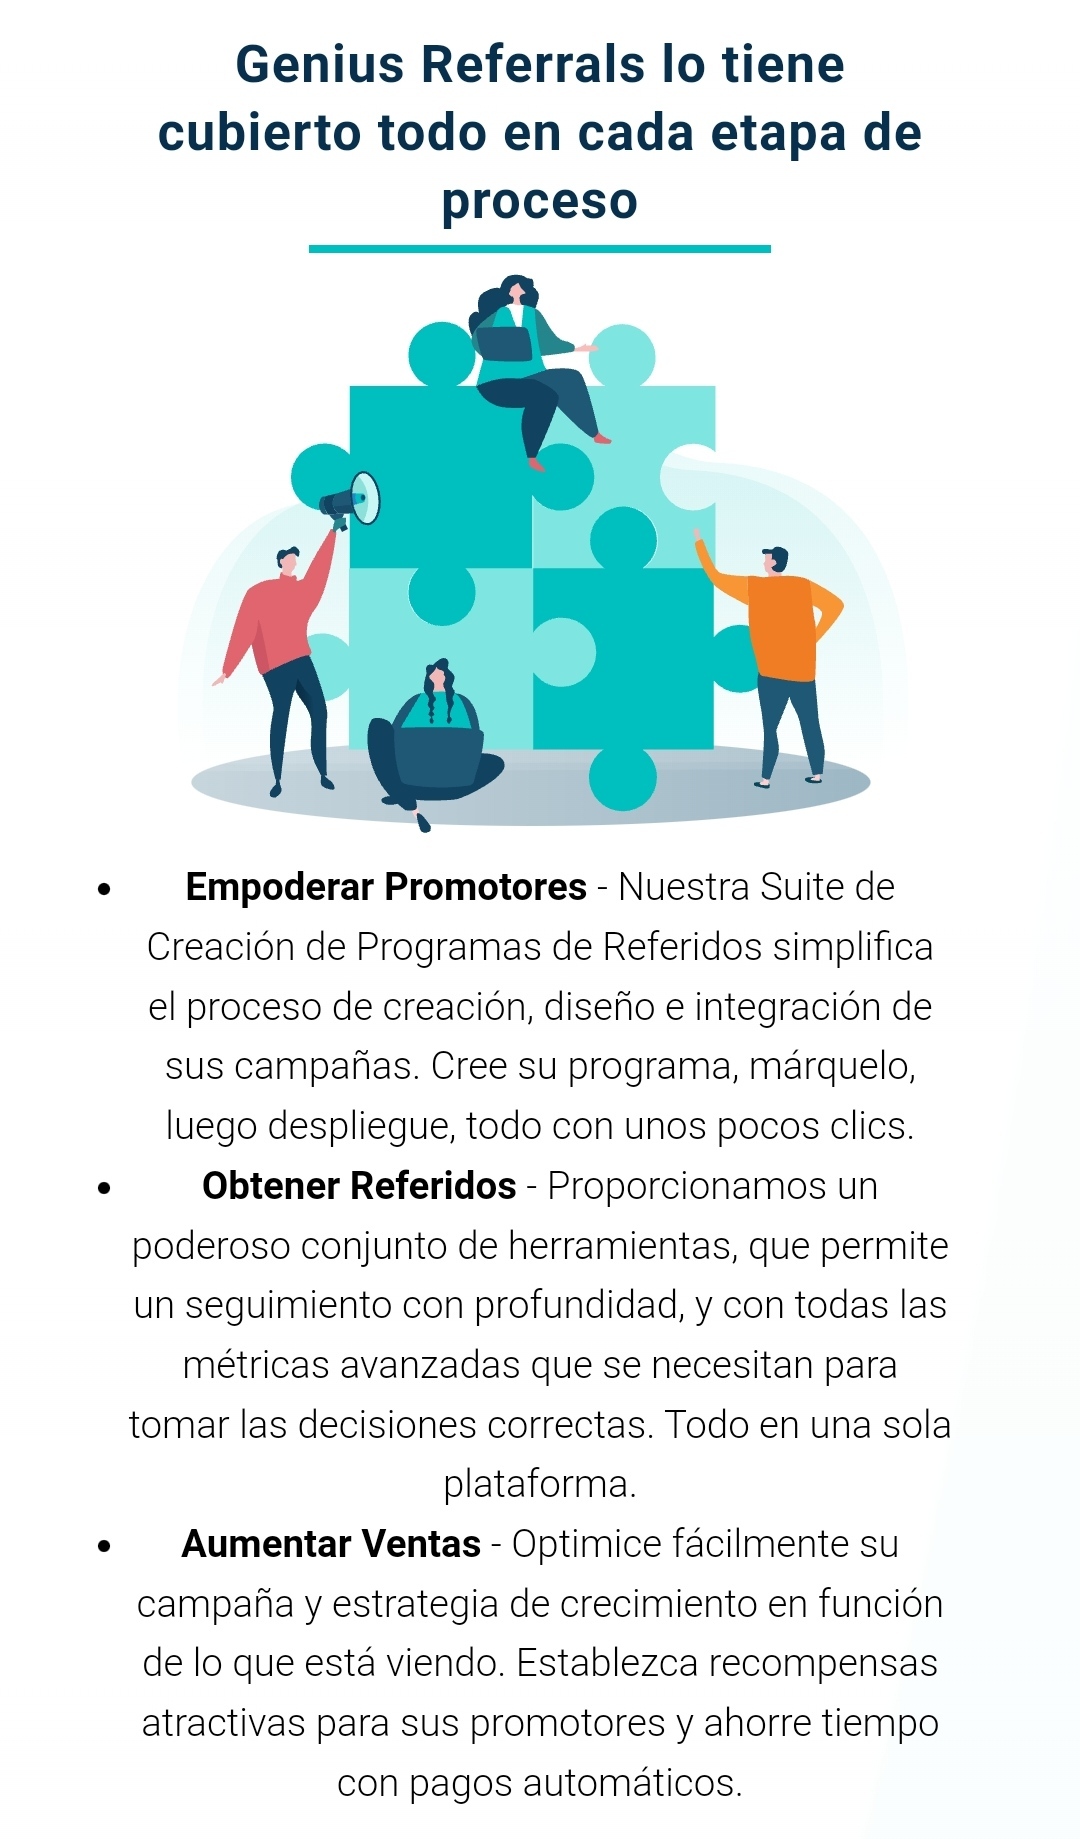 Genius Referrals lo tiene
cubierto todo en cada etapa de
proceso
• Empoderar Promotores - Nuestra Suite de
Creación de Programas de Referidos simplifica
el proceso de creación, diseño e integración de
sus campañas. Cree su programa, márquelo,
luego despliegue, todo con unos pocos clics.
• Obtener Referidos - Proporcionamos un
poderoso conjunto de herramientas, que permite
un seguimiento con profundidad, y con todas las
métricas avanzadas que se necesitan para
tomar las decisiones correctas. Todo en una sola
plataforma.
• Aumentar Ventas - Optimice fácilmente su
campaña y estrategia de crecimiento en función
de lo que está viendo. Establezca recompensas
atractivas para sus promotores y ahorre tiempo
con pagos automáticos.